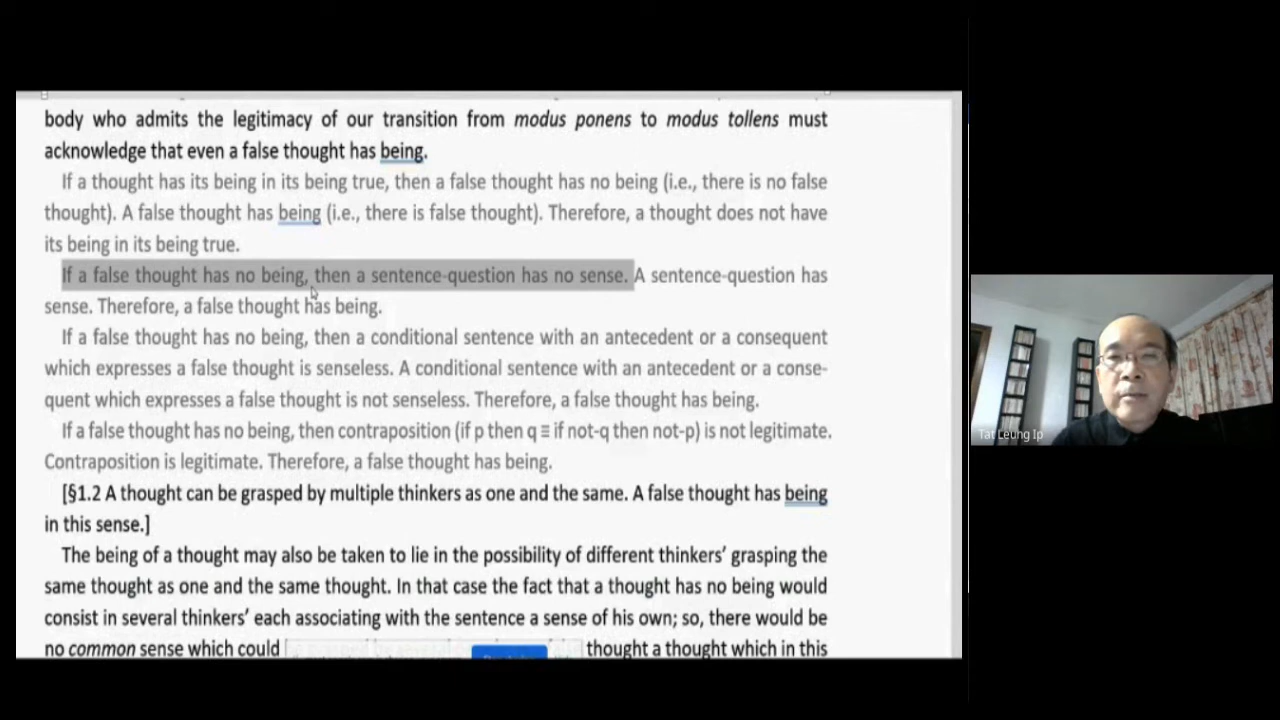 body who admits the legitimacy of our transition from modus ponens to modus tollens must
acknowledge that even a false thought has being.
If a thought has its being in its being true, then a false thought has no being (i.e., there is no false
thought). A false thought has being (i.e., there is false thought). Therefore, a thought does not have
its being in its being true.
If a false thought has no being, then a sentence-question has no sense. A sentence-question has
sense. Therefore, a false thought has being.
If a false thought has no being, then a conditional sentence with an antecedent or a consequent
which expresses a false thought is senseless. A conditional sentence with an antecedent or a conse-
quent which expresses a false thought is not senseless. Therefore, a false thought has being.
If a false thought has no being, then contraposition (if p then q ≡ if not-q then not-p) is not legitimate.
Contraposition is legitimate. Therefore, a false thought has being.
[§1.2 A thought can be grasped by multiple thinkers as one and the same. A false thought has being
in this sense.]
The being of a thought may also be taken to lie in the possibility of different thinkers’ grasping the
same thought as one and the same thought. In that case the fact that a thought has no being would
consist in several thinkers’ each associating with the sentence a sense of his own; so, there would be
no common sense which could thought a thought which in this
Tat Leung Ip